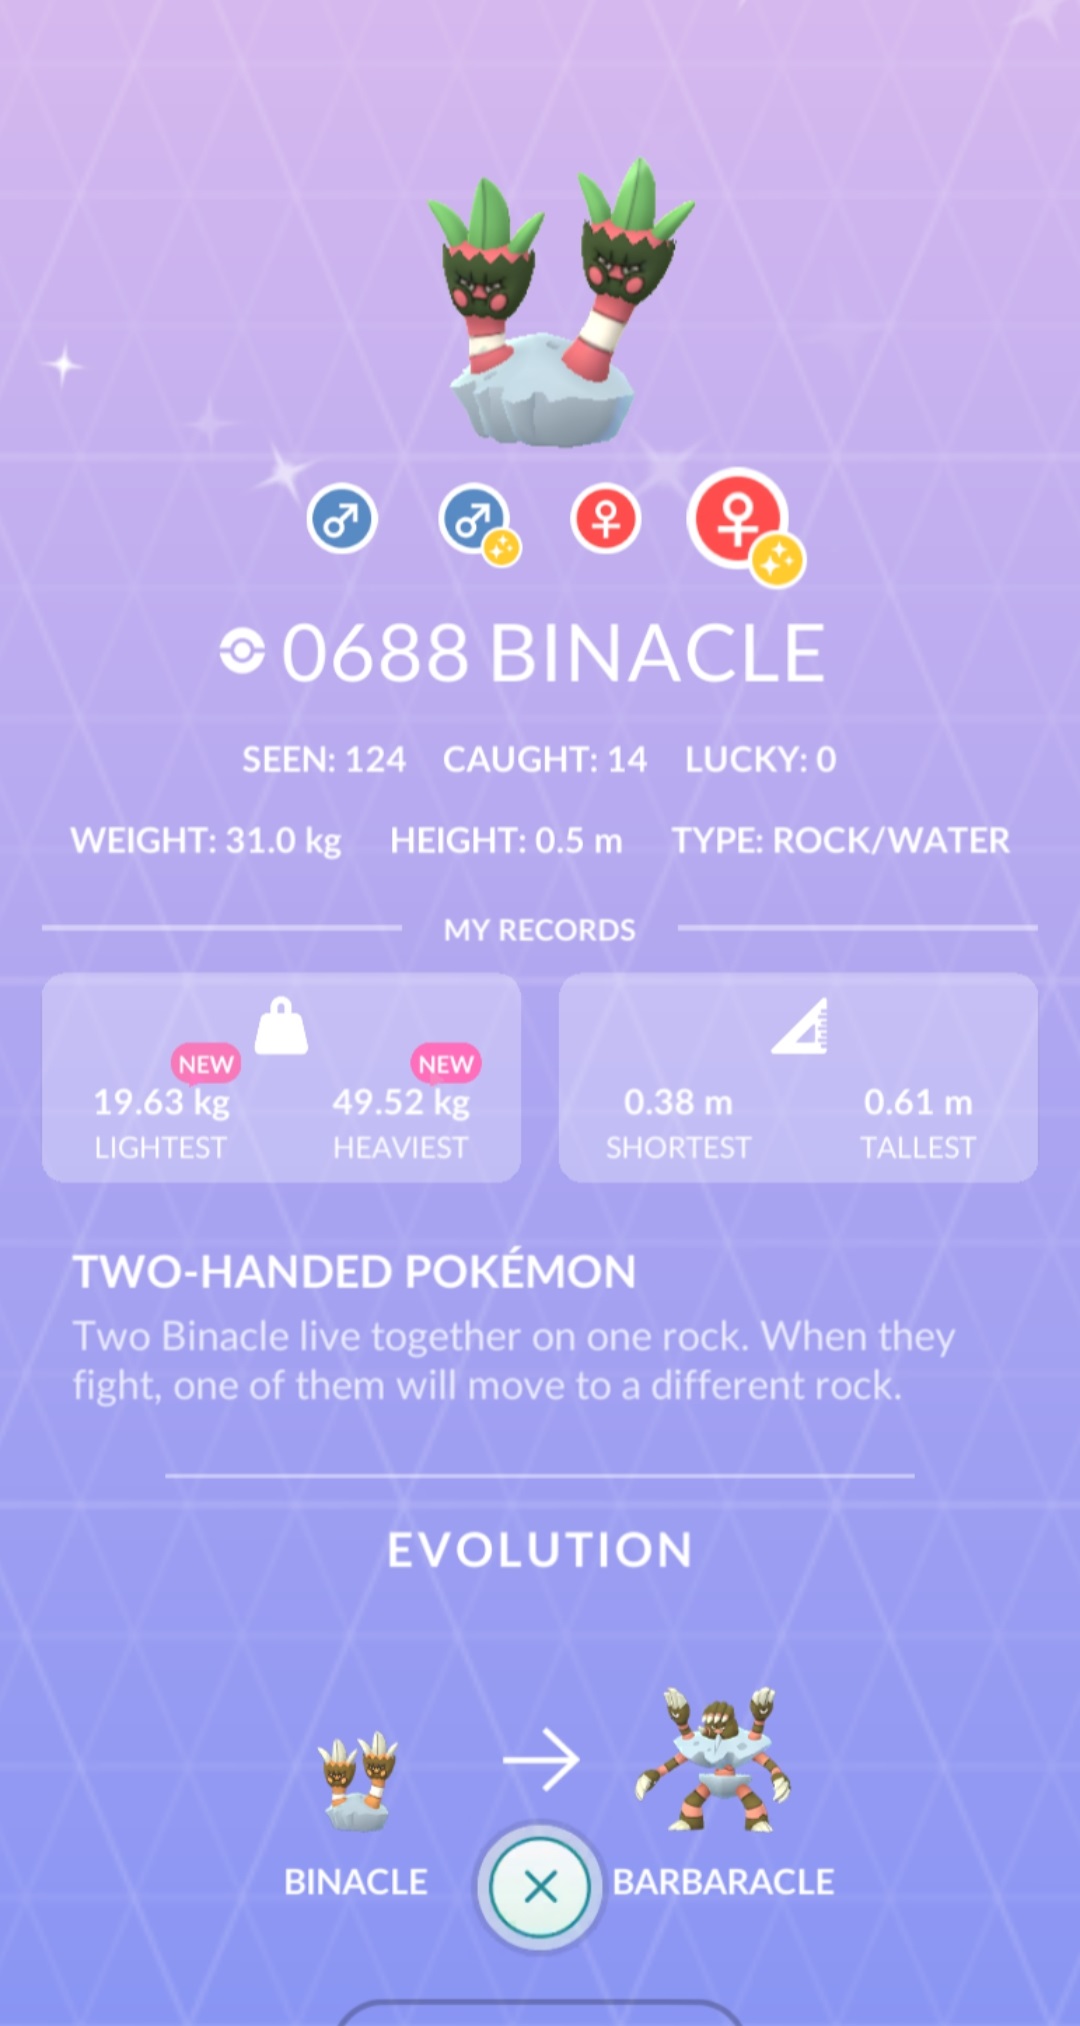 0688 BINACLE
SEEN: 124 CAUGHT: 14 LUCKY: 0
WEIGHT: 31.0 kg HEIGHT: 0.5 m TYPE: ROCK/WATER
MY RECORDS
NEW NEW
19.63 kg 49.52 kg 0.38 m 0.61 m
LIGHTEST HEAVIEST SHORTEST TALLEST
TWO-HANDED POKÉMON
Two Binacle live together on one rock. When they
fight, one of them will move to a different rock.
EVOLUTION
BINACLE BARBARACLE